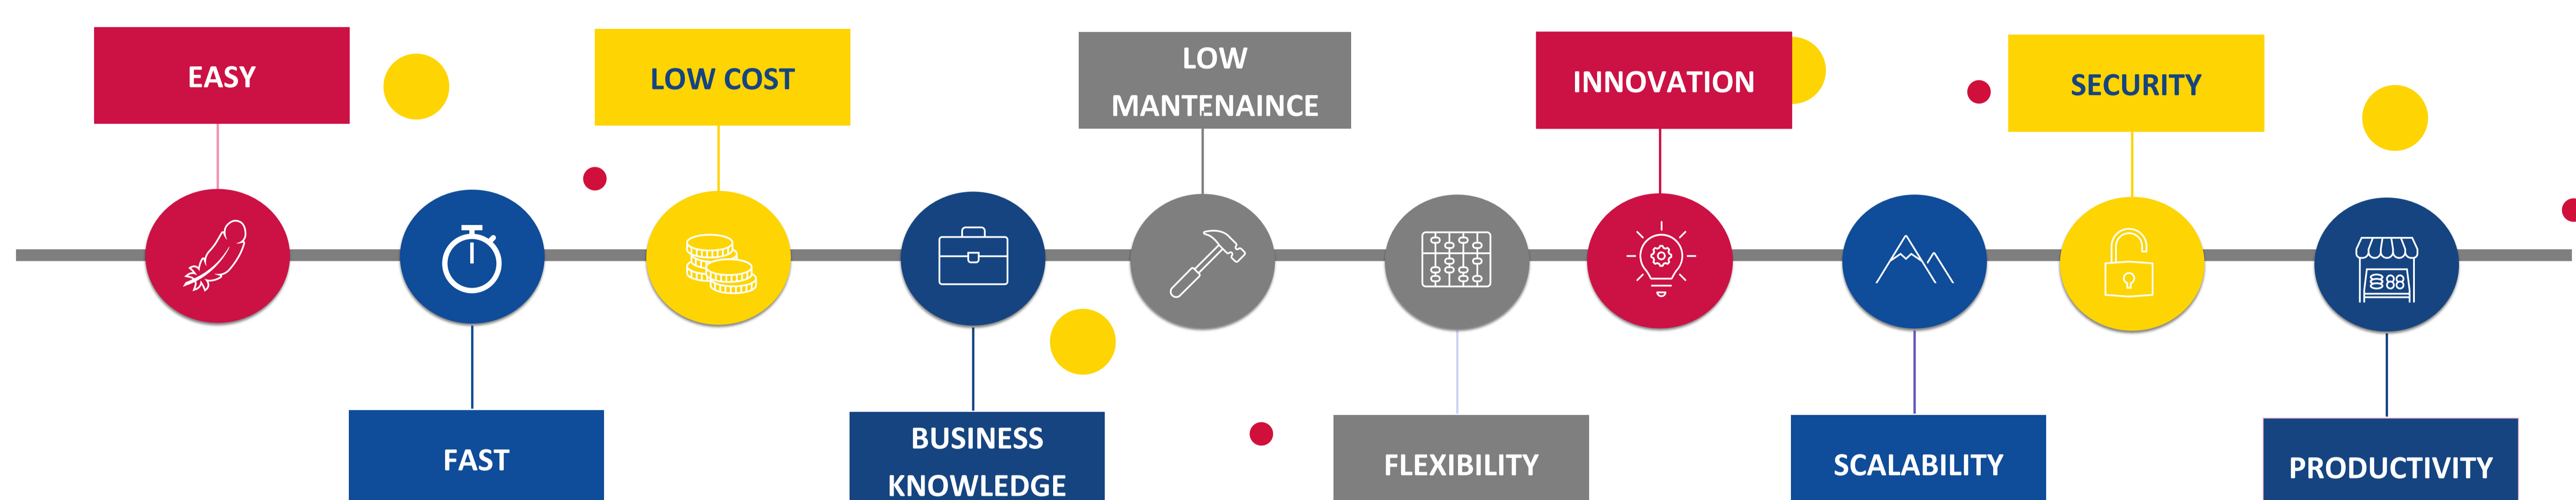 EASY
FAST
LOW COST
BUSINESS
KNOWLEDGE
LOW
MANTENAINCE
FLEXIBILITY
INNOVATION
SCALABILITY
SECURITY
PRODUCTIVITY